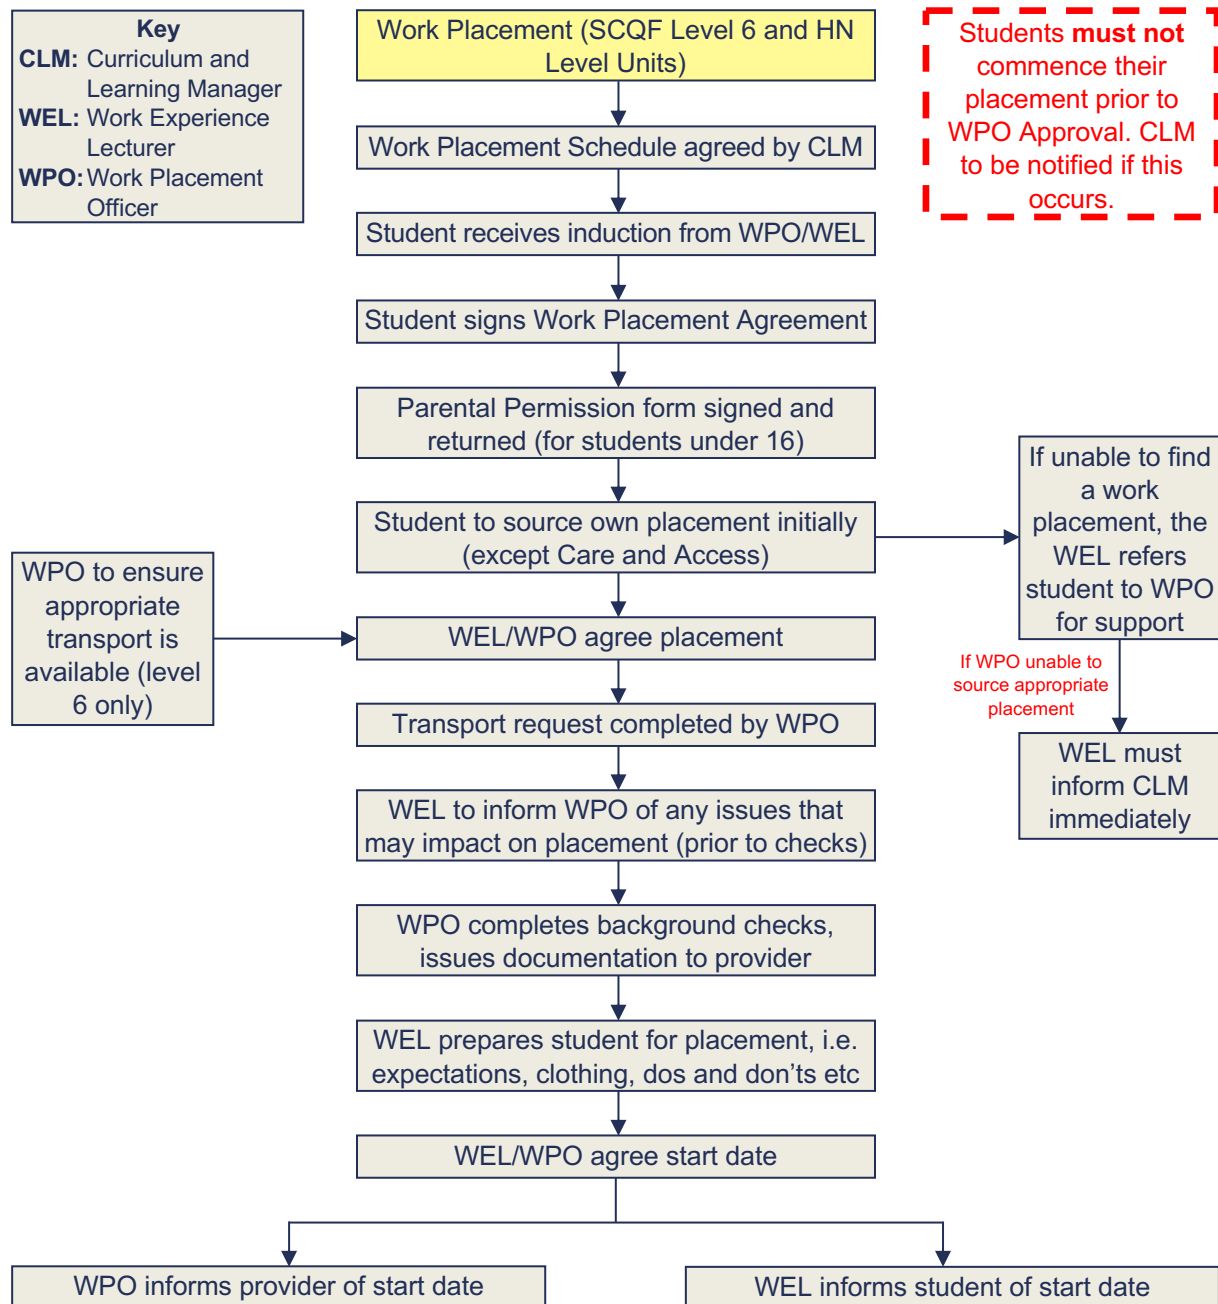 Key
CLM: Curriculum and
Learning Manager
WEL: Work Experience
Lecturer
WPO: Work Placement
Officer
Work Placement (SCQF Level 6 and HN
Level Units)
Students must not
commence their
placement prior to
WPO Approval. CLM
to be notified if this
occurs.
Work Placement Schedule agreed by CLM
Student receives induction from WPO/WEL
Student signs Work Placement Agreement
Parental Permission form signed and
returned (for students under 16)
Student to source own placement initially
(except Care and Access)
If unable to find
a work
placement, the
WEL refers
student to WPO
for support
WPO to ensure
appropriate
transport is
available (level
6 only)
WEL/WPO agree placement
If WPO unable to
source appropriate
placement
Transport request completed by WPO
WEL must
inform CLM
immediately
WEL to inform WPO of any issues that
may impact on placement (prior to checks)
WPO completes background checks,
issues documentation to provider
WEL prepares student for placement, i.e.
expectations, clothing, dos and don'ts etc
WEL/WPO agree start date
WPO informs provider of start date
WEL informs student of start date